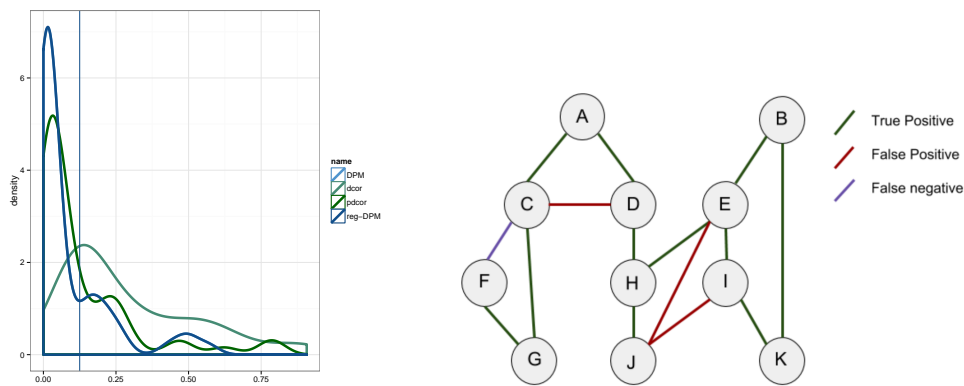 density
6
4
2
0
0.00 0.25 0.50 0.75
name
DPM
dcor
pdcor
reg-DPM
A
B
C
D
E
F
H
I
G
J
K
True Positive
False Positive
False negative